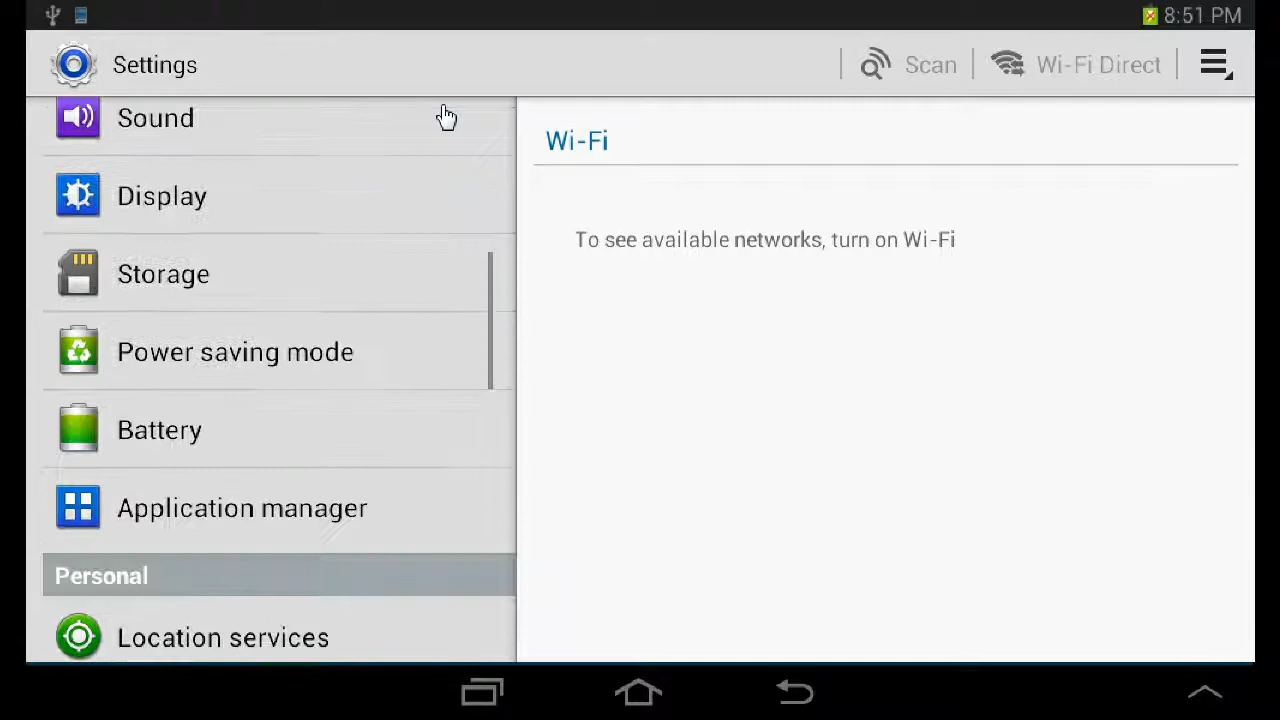 8:51 PM
Settings
Scan
Wi-Fi Direct
Sound
Display
Storage
Power saving mode
Battery
Application manager
Personal
Location services
Wi-Fi
To see available networks, turn on Wi-Fi